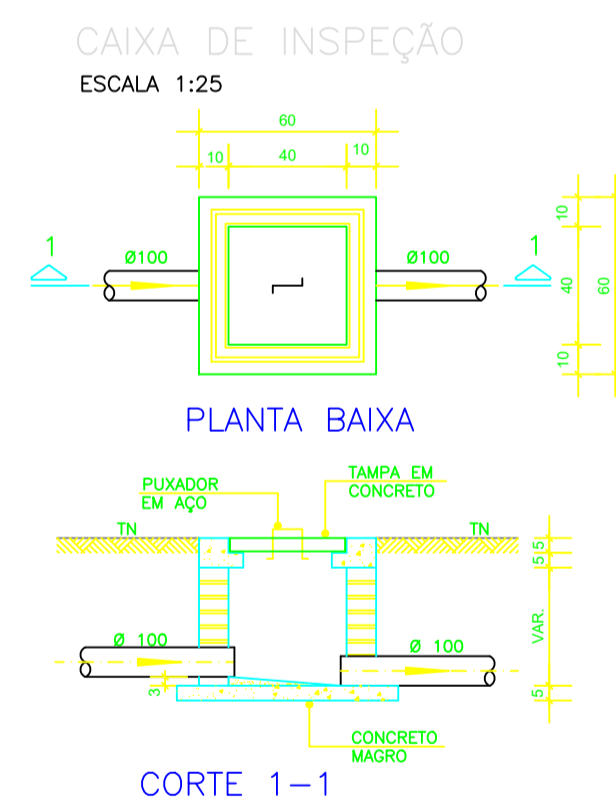 CAIXA DE INSPEÇÃO
ESCALA 1:25
60
10 40 10
1 Ø100 Ø100 1
10
40
60
10
PLANTA BAIXA
PUXADOR
EM AÇO
TAMPA EM
CONCRETO
TN TN
5
5
Ø 100 Ø 100
VAR.
3
5
CONCRETO
MAGRO
CORTE 1-1